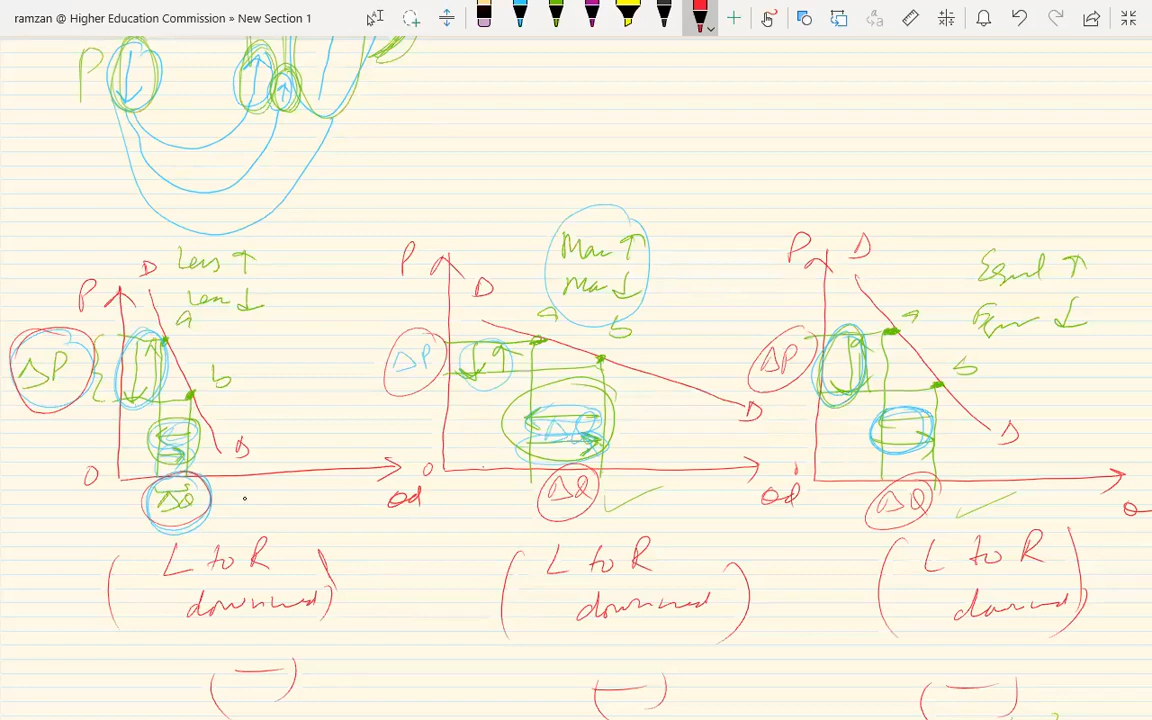 ramzan @ Higher Education Commission » New Section 1
P
P D Less ↑
Less ↓
a
ΔP
b
D
O Qd
ΔQ
(L to R
downward)
(—)
P D
Max ↑
Max ↓
a b
ΔP
ΔQ
D
O Qd
ΔQ
(L to R
downward)
(—)
P D
Equal ↑
Equal ↓
a
ΔP
b
D
Q
ΔQ
(L to R
downward)
(—)